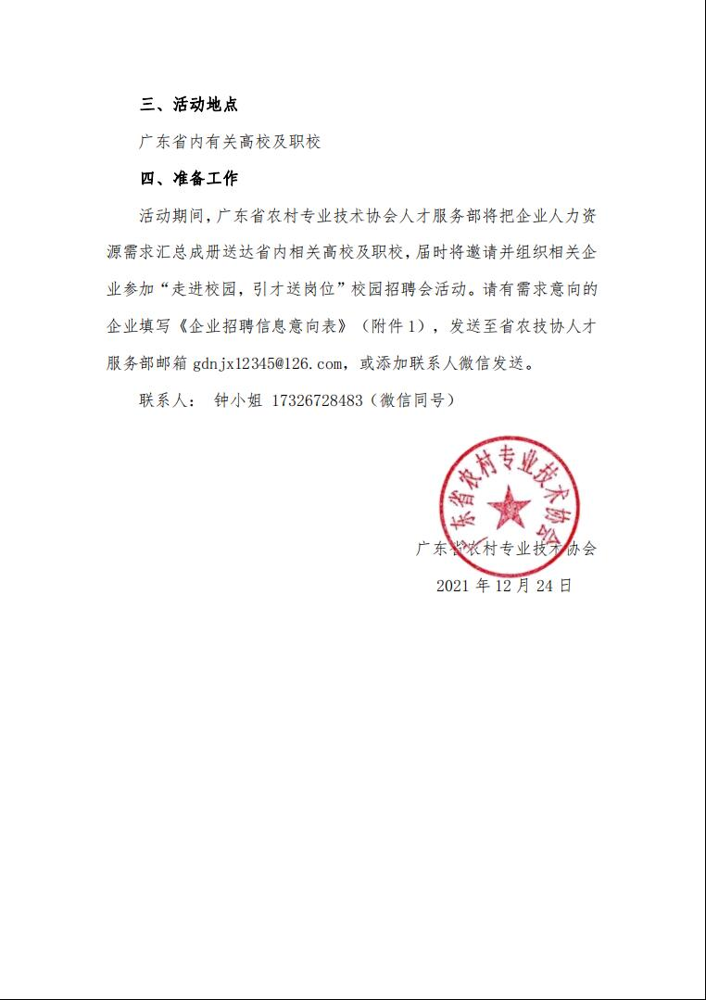 三、活动地点
广东省内有关高校及职校
四、准备工作
活动期间，广东省农村专业技术协会人才服务部将把企业人力资
源需求汇总成册送达省内相关高校及职校，届时将邀请并组织相关企
业参加“走进校园，引才送岗位”校园招聘会活动。请有需求意向的
企业填写《企业招聘信息意向表》（附件1），发送至省农技协人才
服务部邮箱 gdnjx12345@126.com，或添加联系人微信发送。
联系人： 钟小姐 17326728483（微信同号）
广东省农村专业技术协会
广东省农村专业技术协会
2021 年 12 月 24 日